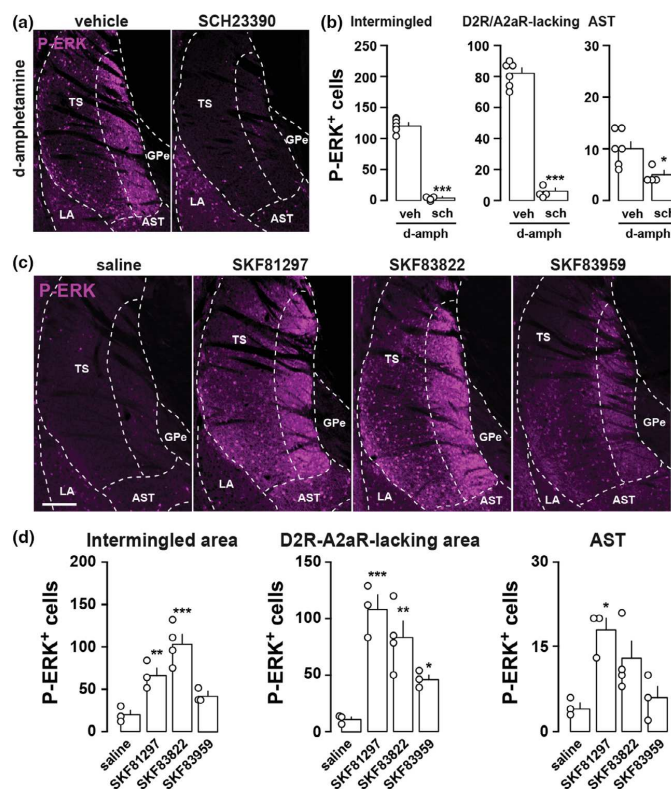 (a)
vehicle
SCH23390
d-amphetamine
P-ERK
TS
GPe
LA
AST
TS
GPe
LA
AST
(b)
Intermingled
D2R/A2aR-lacking
AST
P-ERK+ cells
250
200
150
100
50
0
***
veh
sch
d-amph
100
80
60
40
20
0
***
veh
sch
d-amph
30
20
10
0
*
veh
sch
d-amph
(c)
saline
SKF81297
SKF83822
SKF83959
P-ERK
TS
GPe
LA
AST
TS
GPe
LA
AST
TS
GPe
LA
AST
TS
GPe
LA
AST
(d)
Intermingled area
P-ERK+ cells
200
150
100
50
0
**
***
saline
SKF81297
SKF83822
SKF83959
D2R-A2aR-lacking area
P-ERK+ cells
150
100
50
0
***
**
*
saline
SKF81297
SKF83822
SKF83959
AST
P-ERK+ cells
30
15
0
*
saline
SKF81297
SKF83822
SKF83959